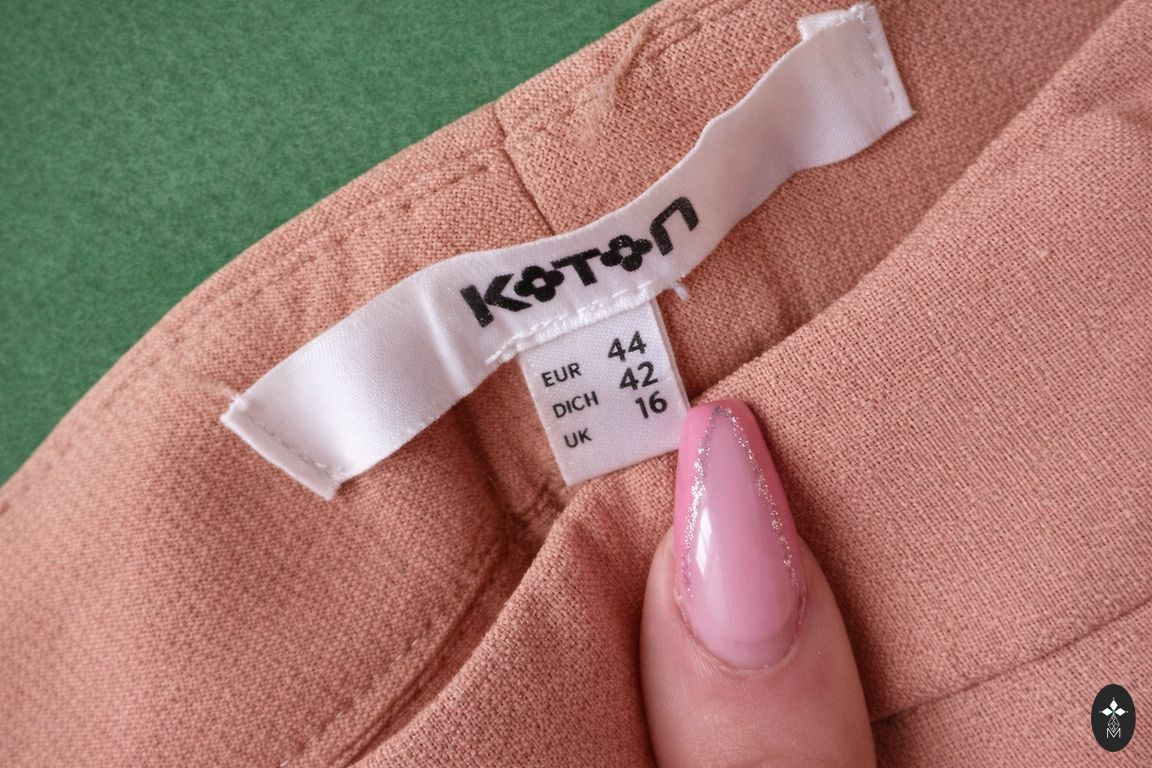 KOTON
EUR 44
DICH 42
UK 16
M